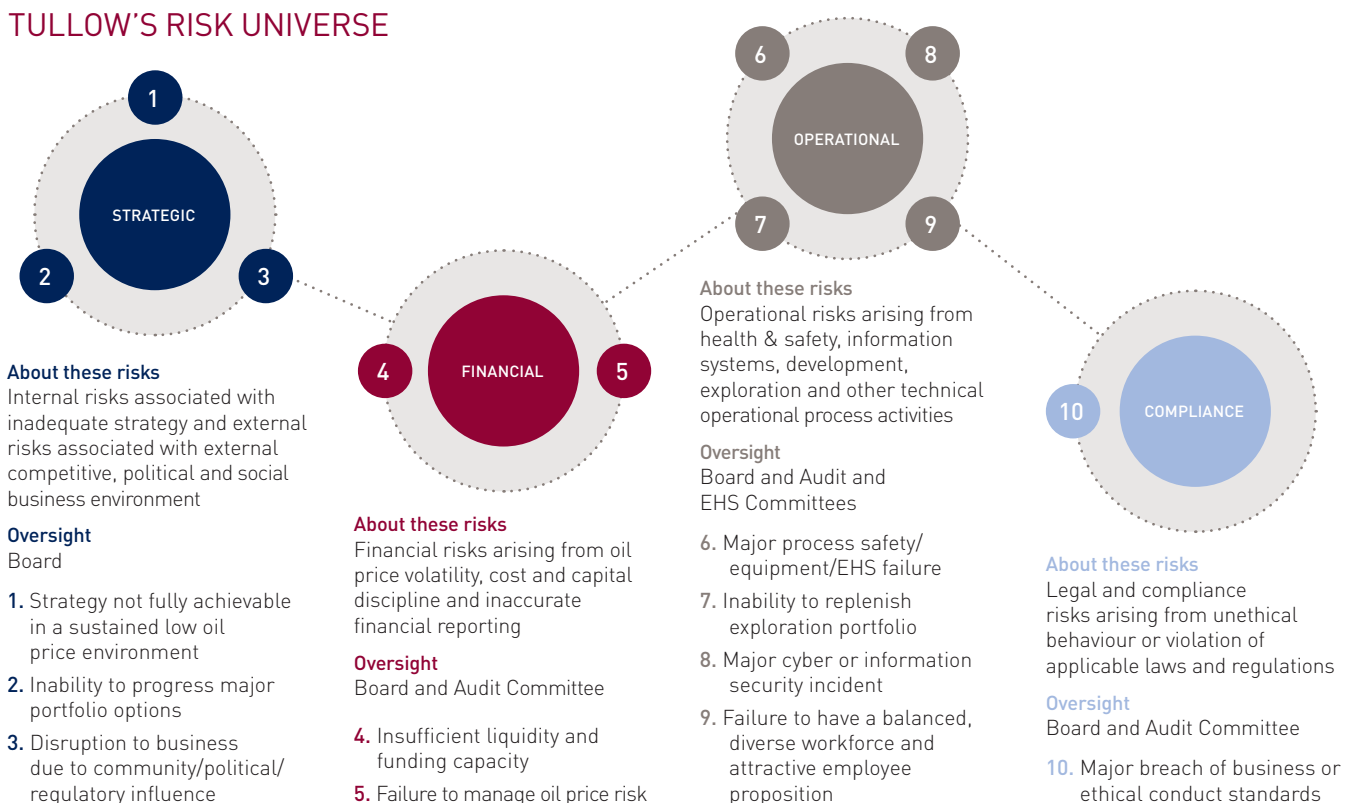 TULLOW'S RISK UNIVERSE
1
2
3
STRATEGIC
About these risks
Internal risks associated with
inadequate strategy and external
risks associated with external
competitive, political and social
business environment
Oversight
Board
1. Strategy not fully achievable
in a sustained low oil
price environment
2. Inability to progress major
portfolio options
3. Disruption to business
due to community/political/
regulatory influence
4
FINANCIAL
5
About these risks
Financial risks arising from oil
price volatility, cost and capital
discipline and inaccurate
financial reporting
Oversight
Board and Audit Committee
4. Insufficient liquidity and
funding capacity
5. Failure to manage oil price risk
6
8
OPERATIONAL
7
9
About these risks
Operational risks arising from
health & safety, information
systems, development,
exploration and other technical
operational process activities
Oversight
Board and Audit and
EHS Committees
6. Major process safety/
equipment/EHS failure
7. Inability to replenish
exploration portfolio
8. Major cyber or information
security incident
9. Failure to have a balanced,
diverse workforce and
attractive employee
proposition
10
COMPLIANCE
About these risks
Legal and compliance
risks arising from unethical
behaviour or violation of
applicable laws and regulations
Oversight
Board and Audit Committee
10. Major breach of business or
ethical conduct standards